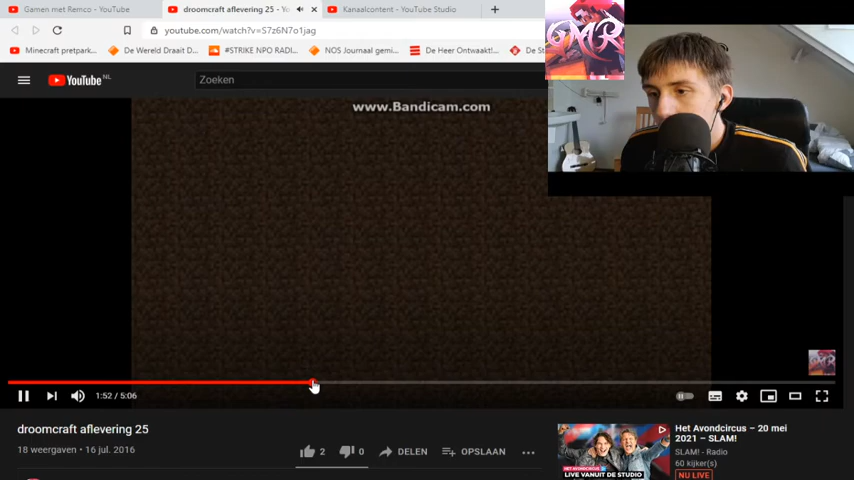 Gamen met Remco - YouTube
droomcraft aflevering 25 - Yo
Kanaalcontent - YouTube Studio
youtube.com/watch?v=S7z6N7o1jag
Minecraft pretpark...
De Wereld Draait D...
#STRIKE NPO RADI...
NOS Journaal gemi...
De Heer Ontwaakt!...
De St
YouTube NL
Zoeken
www.Bandicam.com
GMR
1:52 / 5:06
droomcraft aflevering 25
18 weergaven • 16 jul. 2016
2
0
DELEN
OPSLAAN
HET AVONDCIRCUS
LIVE VANUIT DE STUDIO
Het Avondcircus – 20 mei
2021 – SLAM!
SLAM! - Radio
60 kijker(s)
NU LIVE